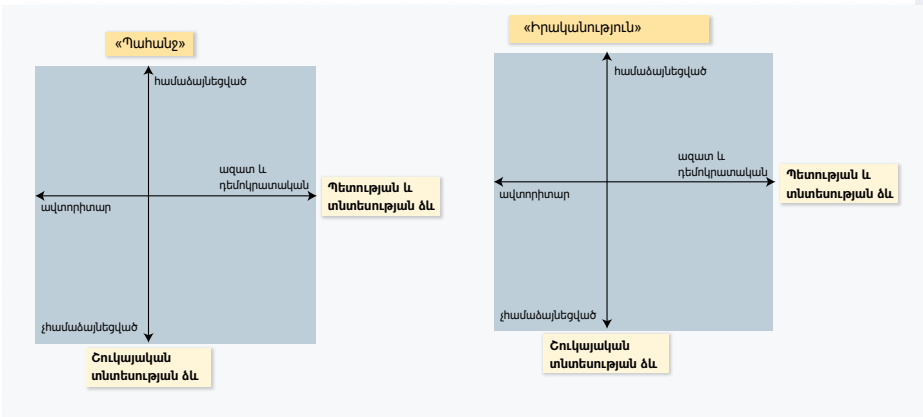 «Պահանջ»
համաձայնեցված
ազատ և
դեմոկրատական
ավտորիտար
Պետության և
տնտեսության ձև
չհամաձայնեցված
Շուկայական
տնտեսության ձև
«Իրականություն»
համաձայնեցված
ազատ և
դեմոկրատական
ավտորիտար
Պետության և
տնտեսության ձև
չհամաձայնեցված
Շուկայական
տնտեսության ձև